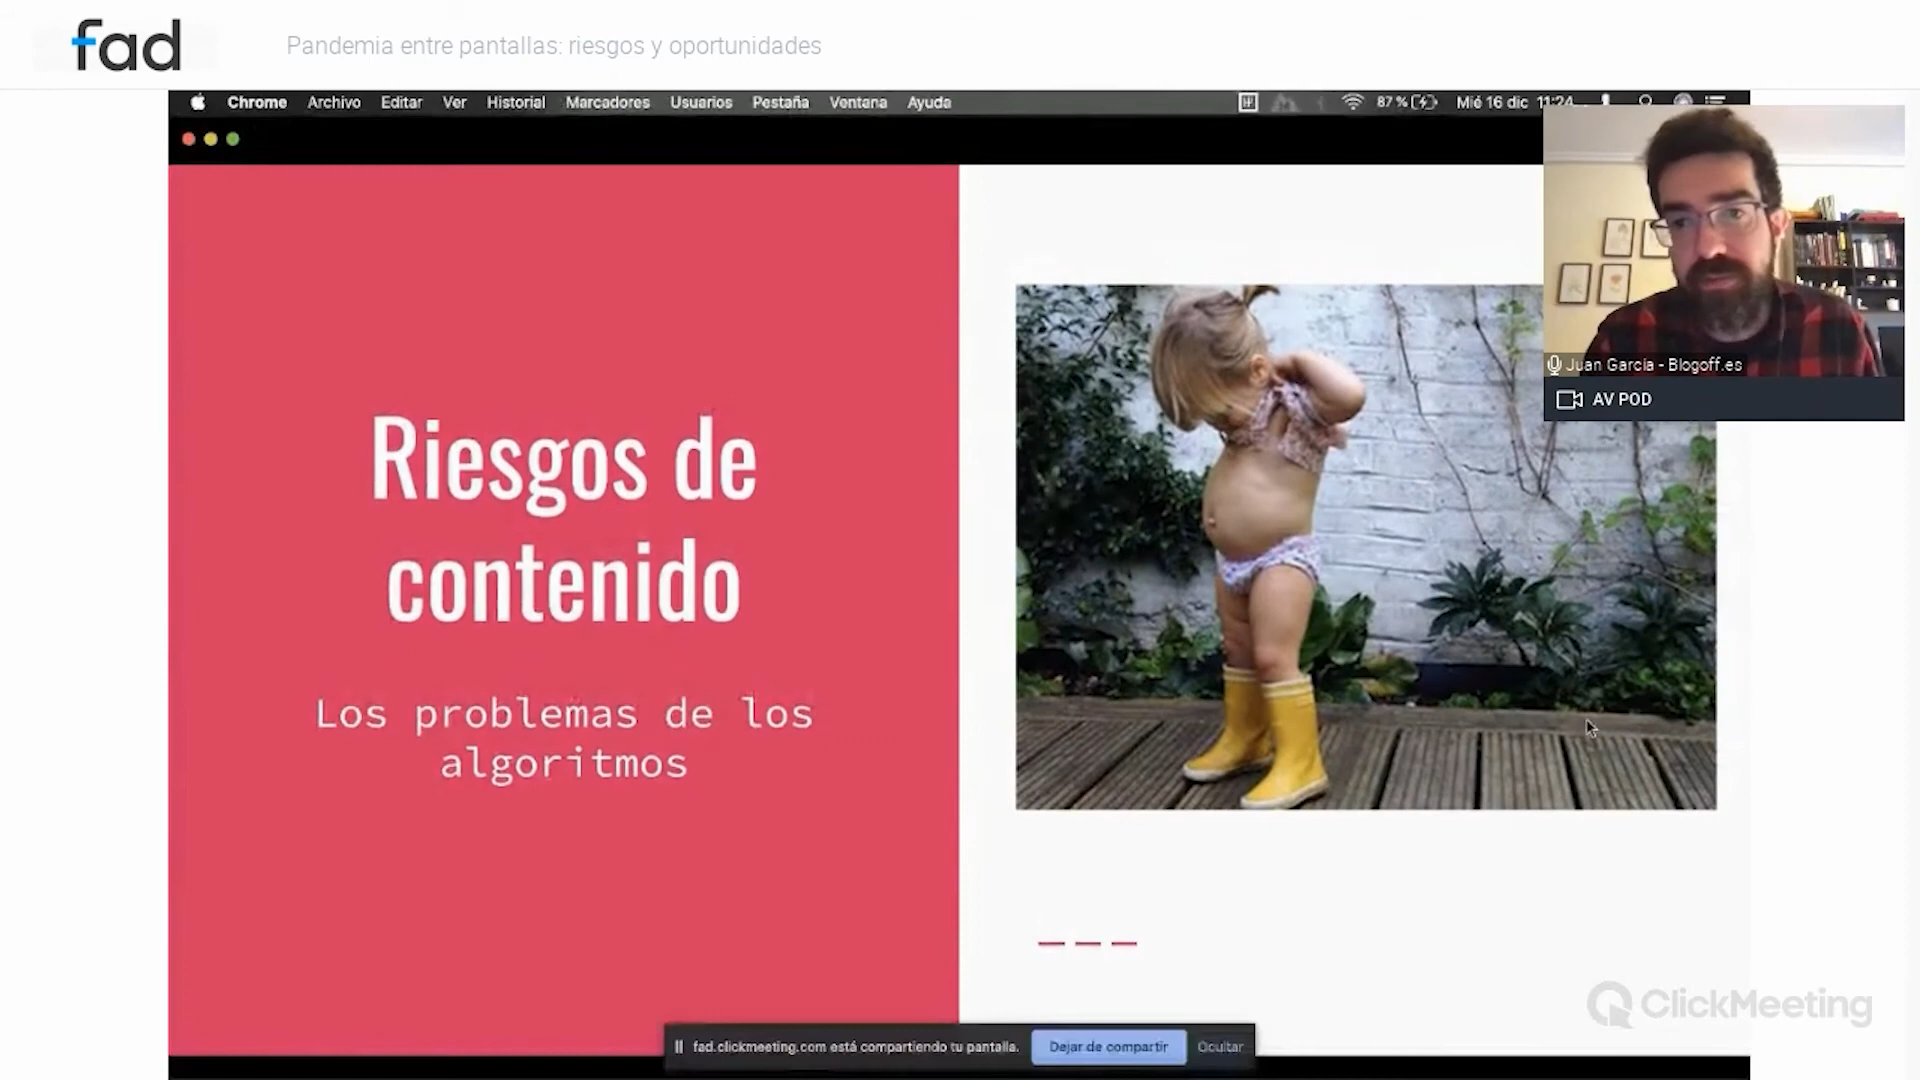 fad
Pandemia entre pantallas: riesgos y oportunidades
Chrome Archivo Editar Ver Historial Marcadores Usuarios Pestaña Ventana Ayuda
87 % Mié 16 dic 11:24
Juan García - Blogoff.es
AV POD
Riesgos de
contenido
Los problemas de los
algoritmos
ClickMeeting
fad.clickmeeting.com está compartiendo tu pantalla. Dejar de compartir Ocultar